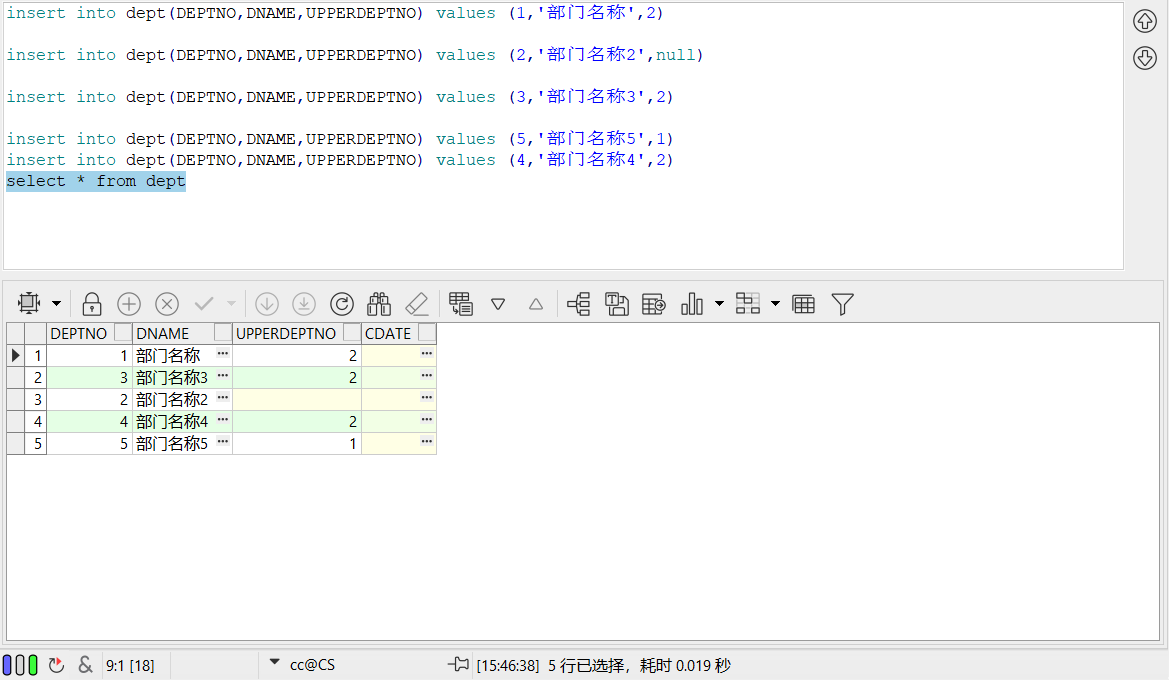 insert into dept(DEPTNO,DNAME,UPPERDEPTNO) values (1,'部门名称',2)
insert into dept(DEPTNO,DNAME,UPPERDEPTNO) values (2,'部门名称2',null)
insert into dept(DEPTNO,DNAME,UPPERDEPTNO) values (3,'部门名称3',2)
insert into dept(DEPTNO,DNAME,UPPERDEPTNO) values (5,'部门名称5',1)
insert into dept(DEPTNO,DNAME,UPPERDEPTNO) values (4,'部门名称4',2)
select * from dept
DEPTNO DNAME UPPERDEPTNO CDATE
1 1 部门名称 ... 2 ...
2 3 部门名称3 ... 2 ...
3 2 部门名称2 ... ...
4 4 部门名称4 ... 2 ...
5 5 部门名称5 ... 1 ...
& 9:1 [18] cc@CS [15:46:38] 5 行已选择，耗时 0.019 秒